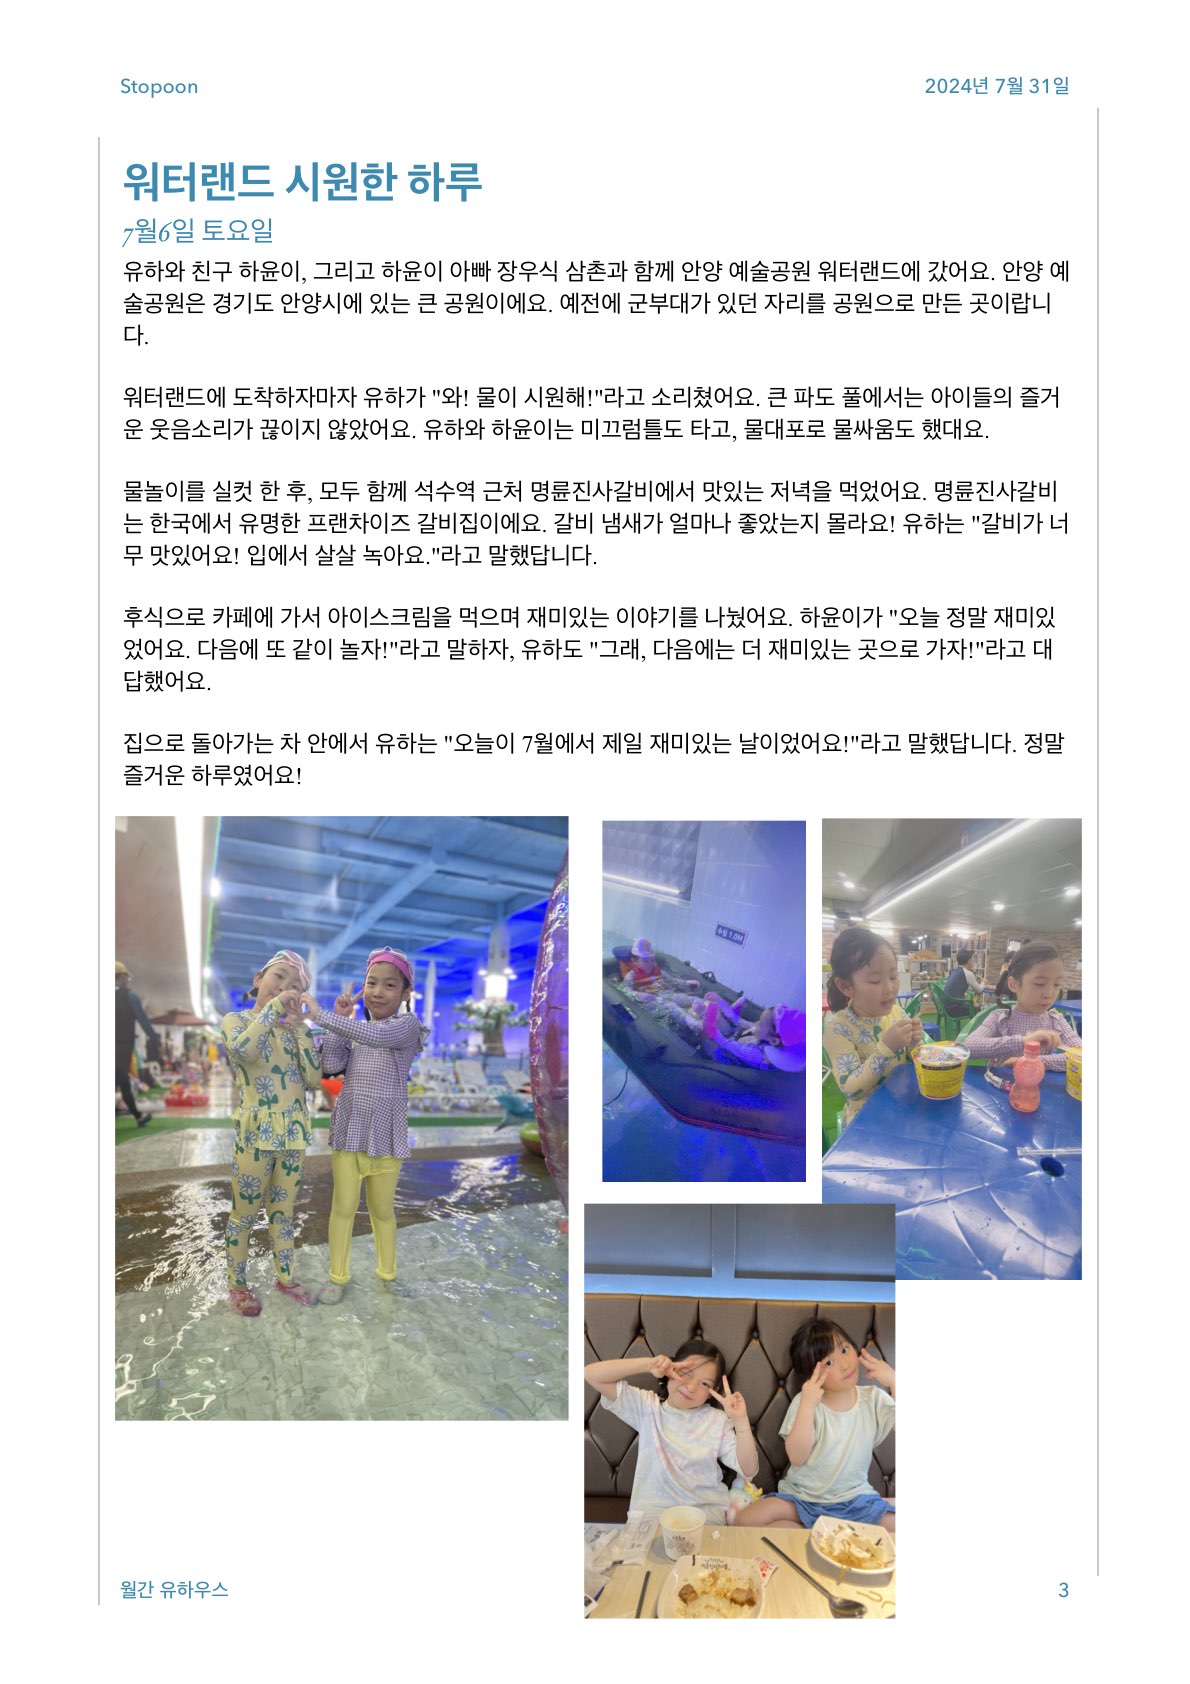 Stopoon
2024년 7월 31일
워터랜드 시원한 하루
7월6일 토요일
유하와 친구 하윤이, 그리고 하윤이 아빠 장우식 삼촌과 함께 안양 예술공원 워터랜드에 갔어요. 안양 예
술공원은 경기도 안양시에 있는 큰 공원이에요. 예전에 군부대가 있던 자리를 공원으로 만든 곳이랍니
다.
워터랜드에 도착하자마자 유하가 "와! 물이 시원해!"라고 소리쳤어요. 큰 파도 풀에서는 아이들의 즐거
운 웃음소리가 끊이지 않았어요. 유하와 하윤이는 미끄럼틀도 타고, 물대포로 물싸움도 했대요.
물놀이를 실컷 한 후, 모두 함께 석수역 근처 명륜진사갈비에서 맛있는 저녁을 먹었어요. 명륜진사갈비
는 한국에서 유명한 프랜차이즈 갈비집이에요. 갈비 냄새가 얼마나 좋았는지 몰라요! 유하는 "갈비가 너
무 맛있어요! 입에서 살살 녹아요."라고 말했답니다.
후식으로 카페에 가서 아이스크림을 먹으며 재미있는 이야기를 나눴어요. 하윤이가 "오늘 정말 재미있
었어요. 다음에 또 같이 놀자!"라고 말하자, 유하도 "그래, 다음에는 더 재미있는 곳으로 가자!"라고 대
답했어요.
집으로 돌아가는 차 안에서 유하는 "오늘이 7월에서 제일 재미있는 날이었어요!"라고 말했답니다. 정말
즐거운 하루였어요!
수심 1.0M
월간 유하우스
3